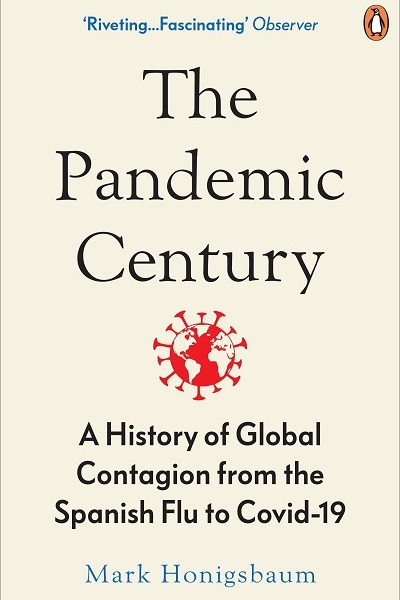 ‘Riveting...Fascinating’ Observer
The
Pandemic
Century
A History of Global
Contagion from the
Spanish Flu to Covid-19
Mark Honigsbaum